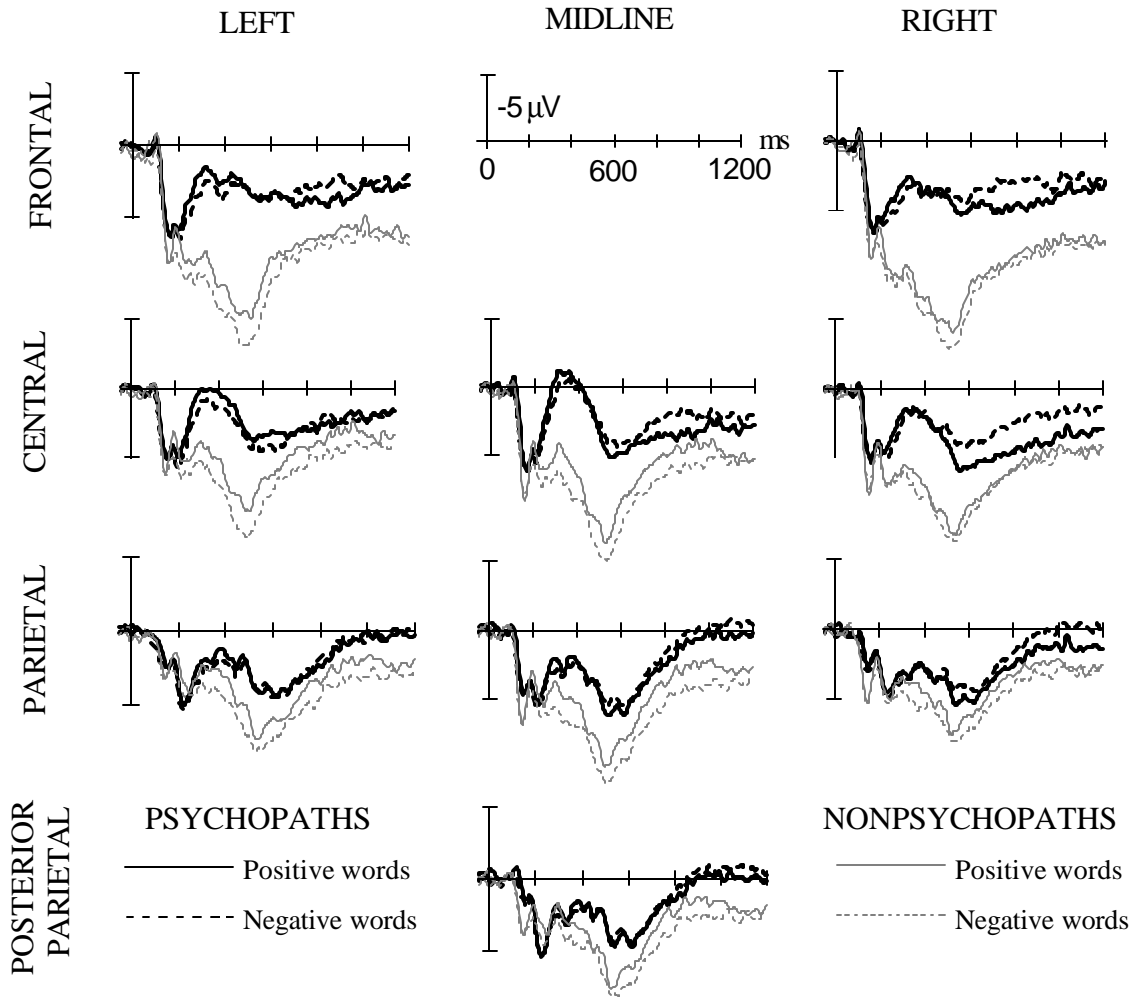 LEFT
MIDLINE
RIGHT
FRONTAL
-5 µV
ms
0
600
1200
CENTRAL
PARIETAL
POSTERIOR
PARIETAL
PSYCHOPATHS
Positive words
Negative words
NONPSYCHOPATHS
Positive words
Negative words